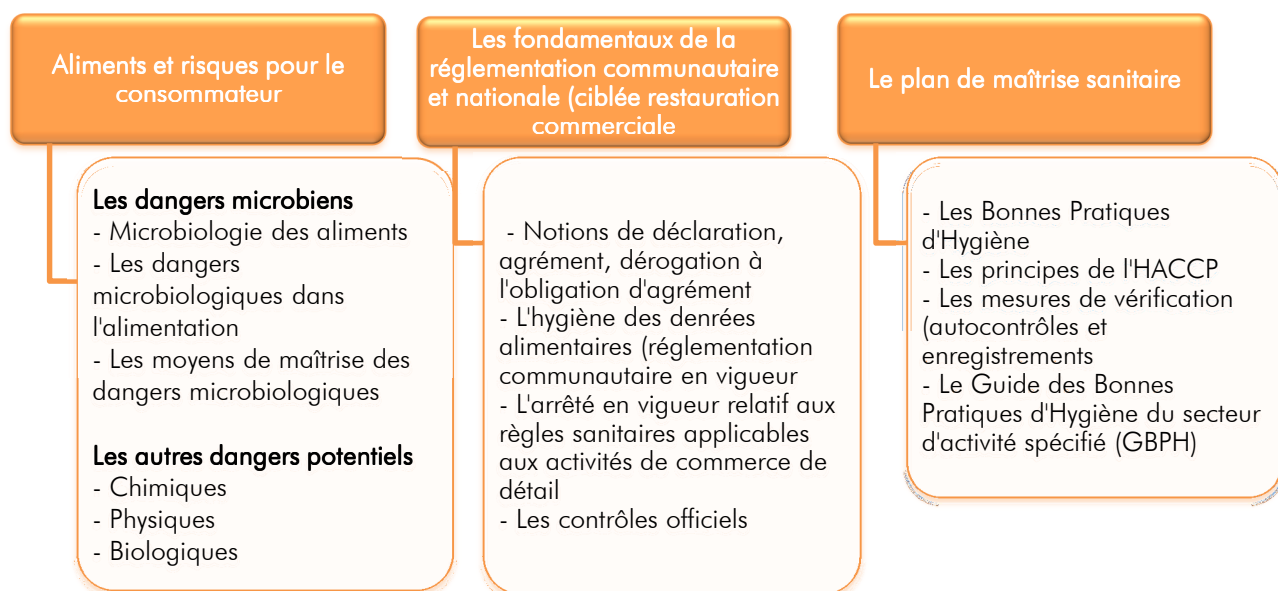 Aliments et risques pour le
consommateur
Les dangers microbiens
- Microbiologie des aliments
- Les dangers
microbiologiques dans
l'alimentation
- Les moyens de maîtrise des
dangers microbiologiques
Les autres dangers potentiels
- Chimiques
- Physiques
- Biologiques
Les fondamentaux de la
réglementation communautaire
et nationale (ciblée restauration
commerciale
- Notions de déclaration,
agrément, dérogation à
l'obligation d'agrément
- L'hygiène des denrées
alimentaires (réglementation
communautaire en vigueur
- L'arrêté en vigueur relatif aux
règles sanitaires applicables
aux activités de commerce de
détail
- Les contrôles officiels
Le plan de maîtrise sanitaire
- Les Bonnes Pratiques
d'Hygiène
- Les principes de l'HACCP
- Les mesures de vérification
(autocontrôles et
enregistrements
- Le Guide des Bonnes
Pratiques d'Hygiène du secteur
d'activité spécifié (GBPH)